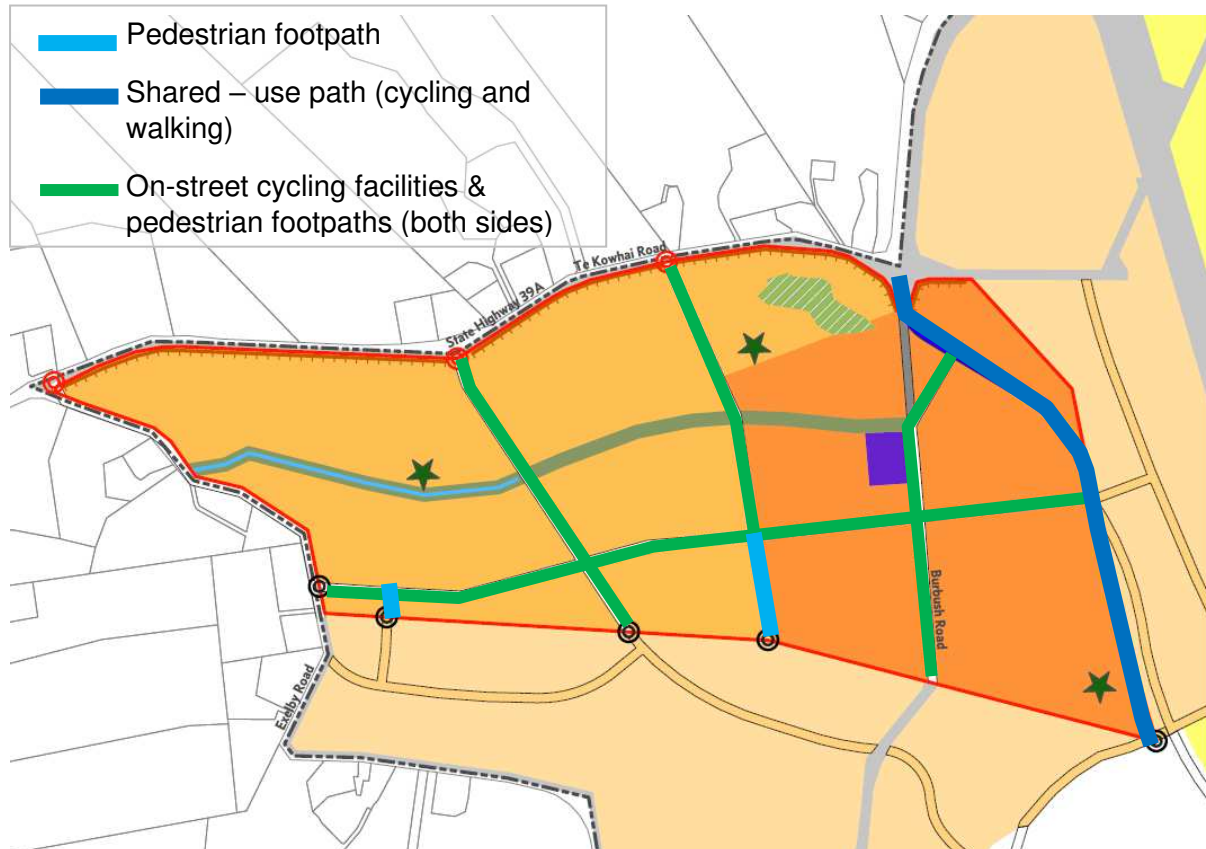 Pedestrian footpath
Shared – use path (cycling and
walking)
On-street cycling facilities &
pedestrian footpaths (both sides)
Te Kowhai Road
State Highway 39A
Burbush Road
Exelby Road